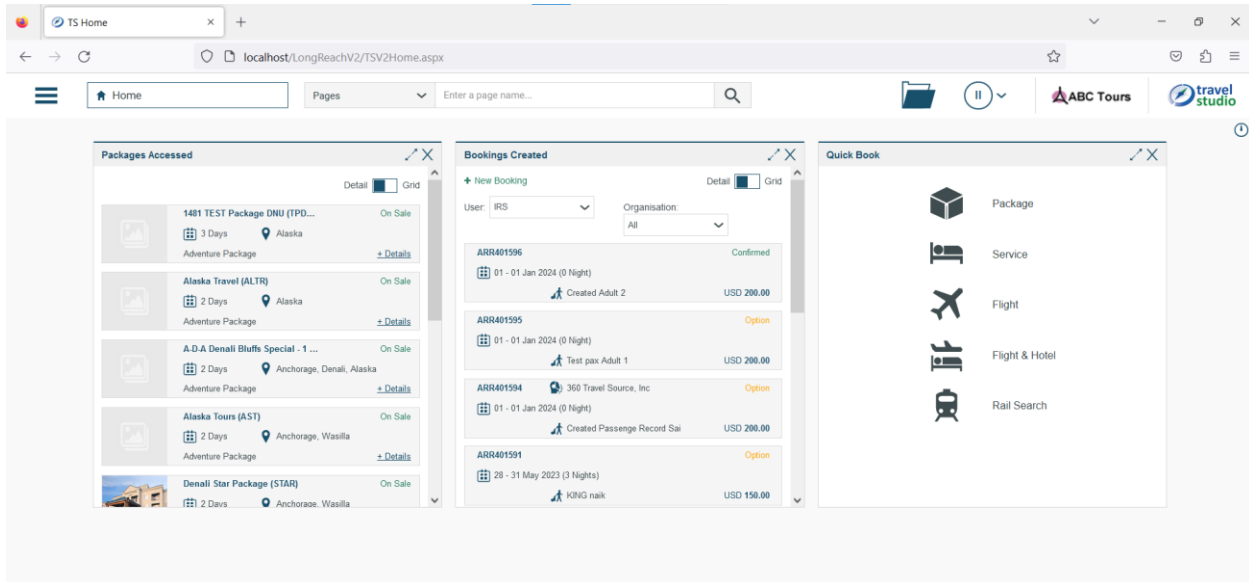 TS Home
localhost/LongReachV2/TSV2Home.aspx
Home
Pages
Enter a page name...
ABC Tours
travel
studio
Packages Accessed
Detail Grid
1481 TEST Package DNU (TPD... On Sale
3 Days Alaska
Adventure Package + Details
Alaska Travel (ALTR) On Sale
2 Days Alaska
Adventure Package + Details
A-D-A Denali Bluffs Special - 1 ... On Sale
2 Days Anchorage, Denali, Alaska
Adventure Package + Details
Alaska Tours (AST) On Sale
2 Days Anchorage, Wasilla
Adventure Package + Details
Denali Star Package (STAR) On Sale
2 Days Anchorage, Wasilla
Bookings Created
+ New Booking Detail Grid
User: IRS Organisation:
All
ARR401596 Confirmed
01 - 01 Jan 2024 (0 Night)
Created Adult 2 USD 200.00
ARR401595 Option
01 - 01 Jan 2024 (0 Night)
Test pax Adult 1 USD 200.00
ARR401594 360 Travel Source, Inc Option
01 - 01 Jan 2024 (0 Night)
Created Passenge Record Sai USD 200.00
ARR401591 Option
28 - 31 May 2023 (3 Nights)
KING naik USD 150.00
Quick Book
Package
Service
Flight
Flight & Hotel
Rail Search